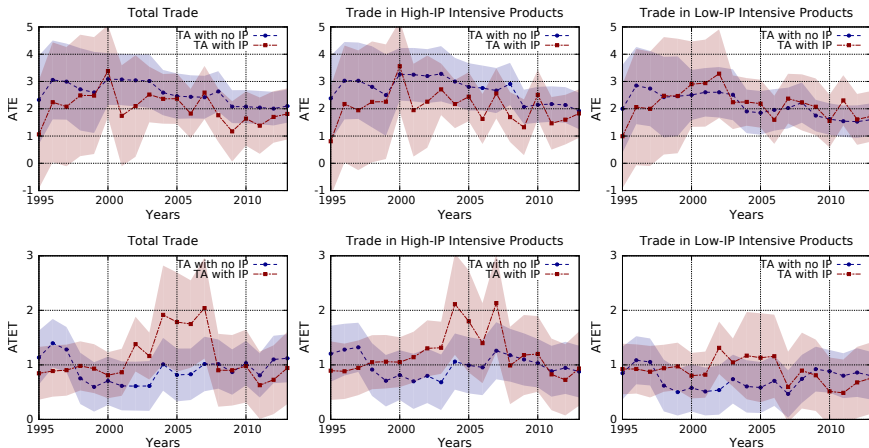 Total Trade
5
4
3
2
1
0
-1
ATE
TA with no IP
TA with IP
1995
2000
2005
2010
Years
Trade in High-IP Intensive Products
5
4
3
2
1
0
-1
ATE
TA with no IP
TA with IP
1995
2000
2005
2010
Years
Trade in Low-IP Intensive Products
5
4
3
2
1
0
-1
ATE
TA with no IP
TA with IP
1995
2000
2005
2010
Years
Total Trade
3
2
1
0
ATET
TA with no IP
TA with IP
1995
2000
2005
2010
Years
Trade in High-IP Intensive Products
3
2
1
0
ATET
TA with no IP
TA with IP
1995
2000
2005
2010
Years
Trade in Low-IP Intensive Products
3
2
1
0
ATET
TA with no IP
TA with IP
1995
2000
2005
2010
Years